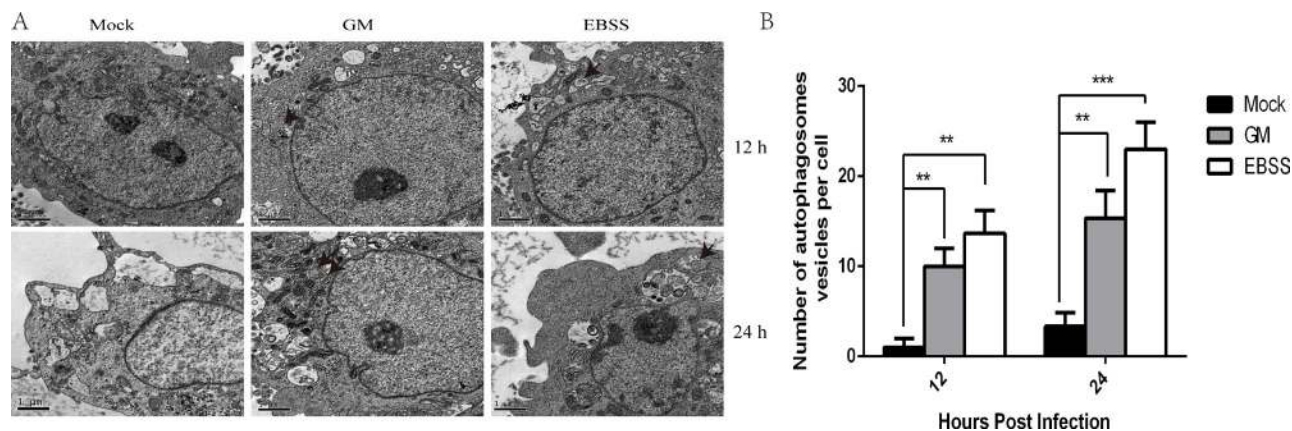 A
Mock
GM
EBSS
12 h
24 h
1 μm
B
Number of autophagosomes
vesicles per cell
30
20
10
0
**
**
**
***
12
24
Hours Post Infection
Mock
GM
EBSS